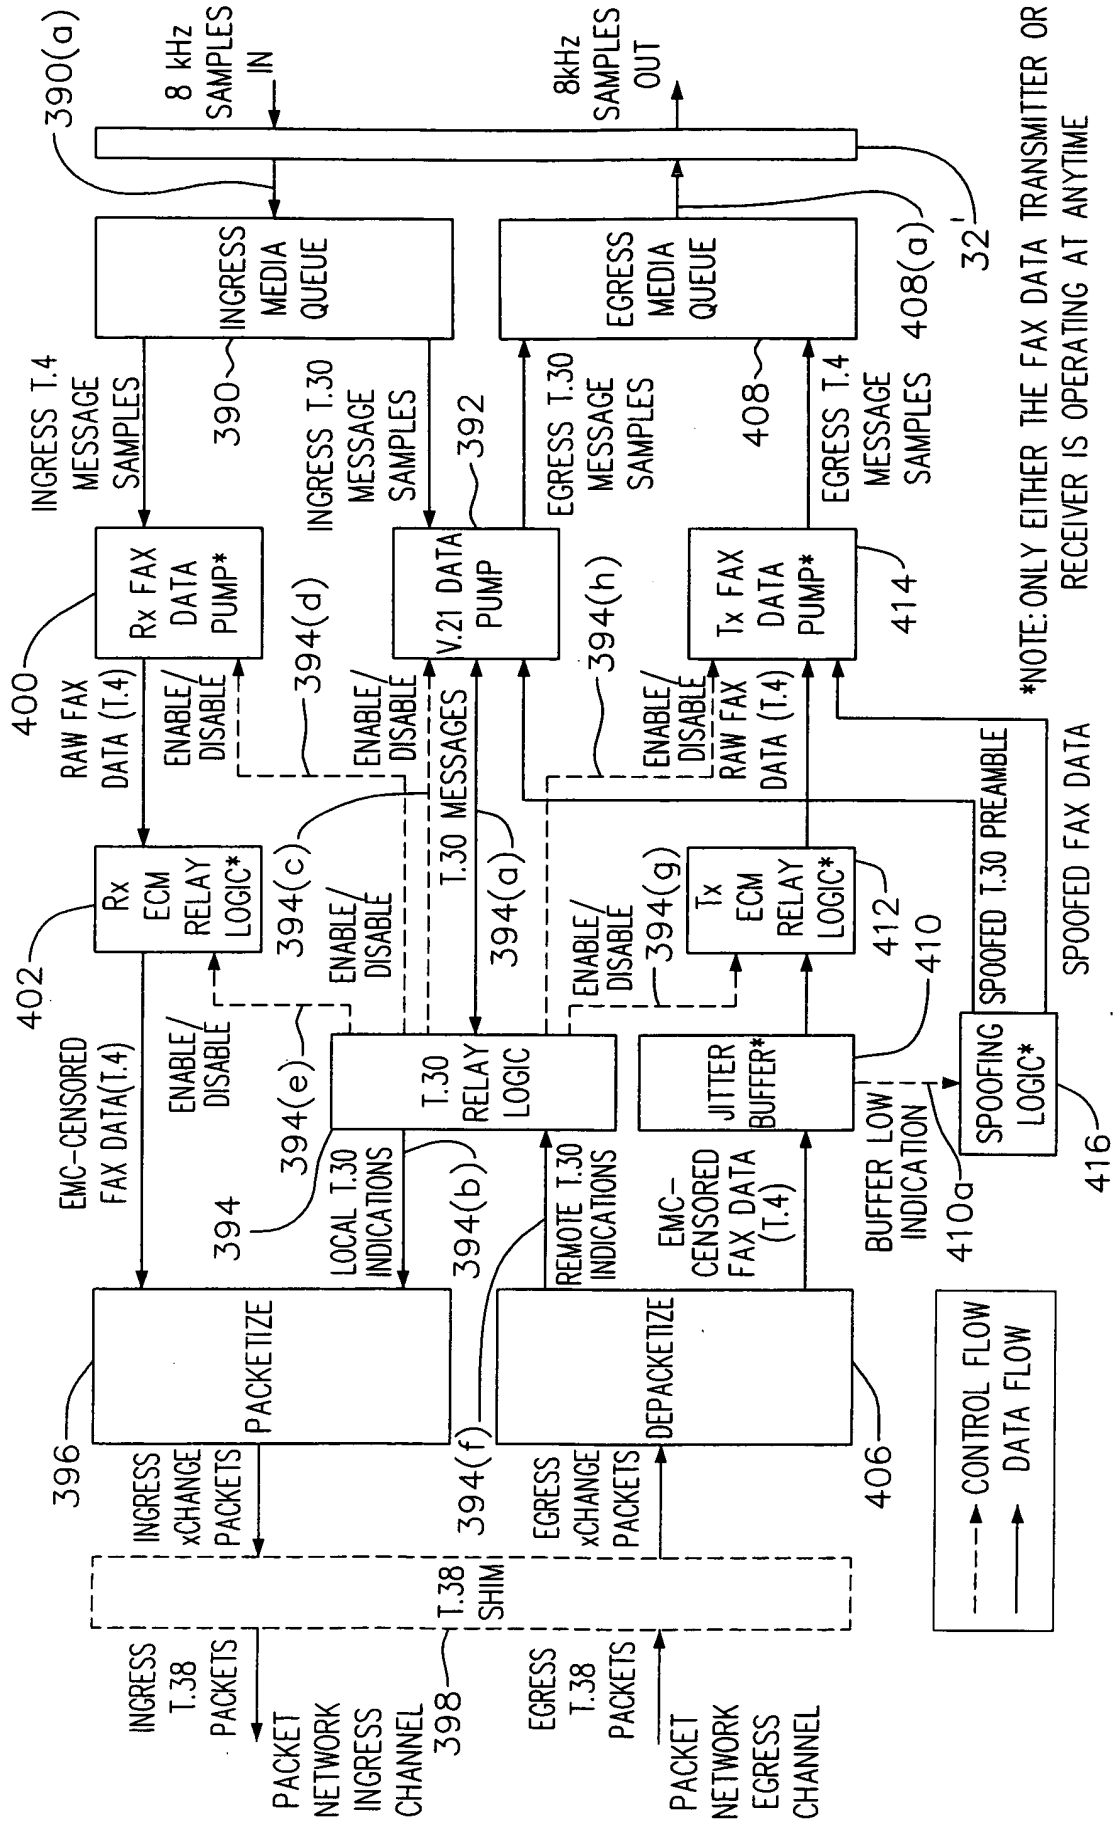 390(a)
8 kHz
SAMPLES
IN
8kHz
SAMPLES
OUT
32'
408(a)
INGRESS
MEDIA
QUEUE
390
EGRESS
MEDIA
QUEUE
408
INGRESS T.4
MESSAGE
SAMPLES
INGRESS T.30
MESSAGE
SAMPLES
EGRESS T.30
MESSAGE
SAMPLES
EGRESS T.4
MESSAGE
SAMPLES
400
Rx FAX
DATA
PUMP*
392
V.21 DATA
PUMP
Tx FAX
DATA
PUMP*
414
RAW FAX
DATA (T.4)
ENABLE/
DISABLE
394(d)
ENABLE/
DISABLE
T.30 MESSAGES
394(a)
394(c)
394(h)
ENABLE/
DISABLE
RAW FAX
DATA (T.4)
402
Rx
ECM
RELAY
LOGIC*
ENABLE/
DISABLE
394(g)
ENABLE/
DISABLE
Tx
ECM
RELAY
LOGIC*
412
410
EMC-CENSORED
FAX DATA(T.4)
ENABLE/
DISABLE
394(e)
394
T.30
RELAY
LOGIC
JITTER
BUFFER*
SPOOFING
LOGIC*
416
SPOOFED T.30 PREAMBLE
SPOOFED FAX DATA
LOCAL T.30
INDICATIONS
394(b)
REMOTE T.30
INDICATIONS
394(f)
EMC-
CENSORED
FAX DATA
(T.4)
BUFFER LOW
INDICATION
410a
396
PACKETIZE
DEPACKETIZE
406
INGRESS
xCHANGE
PACKETS
EGRESS
xCHANGE
PACKETS
T.38
SHIM
398
INGRESS
T.38
PACKETS
EGRESS
T.38
PACKETS
PACKET
NETWORK
INGRESS
CHANNEL
PACKET
NETWORK
EGRESS
CHANNEL
CONTROL FLOW
DATA FLOW
*NOTE: ONLY EITHER THE FAX DATA TRANSMITTER OR
RECEIVER IS OPERATING AT ANYTIME